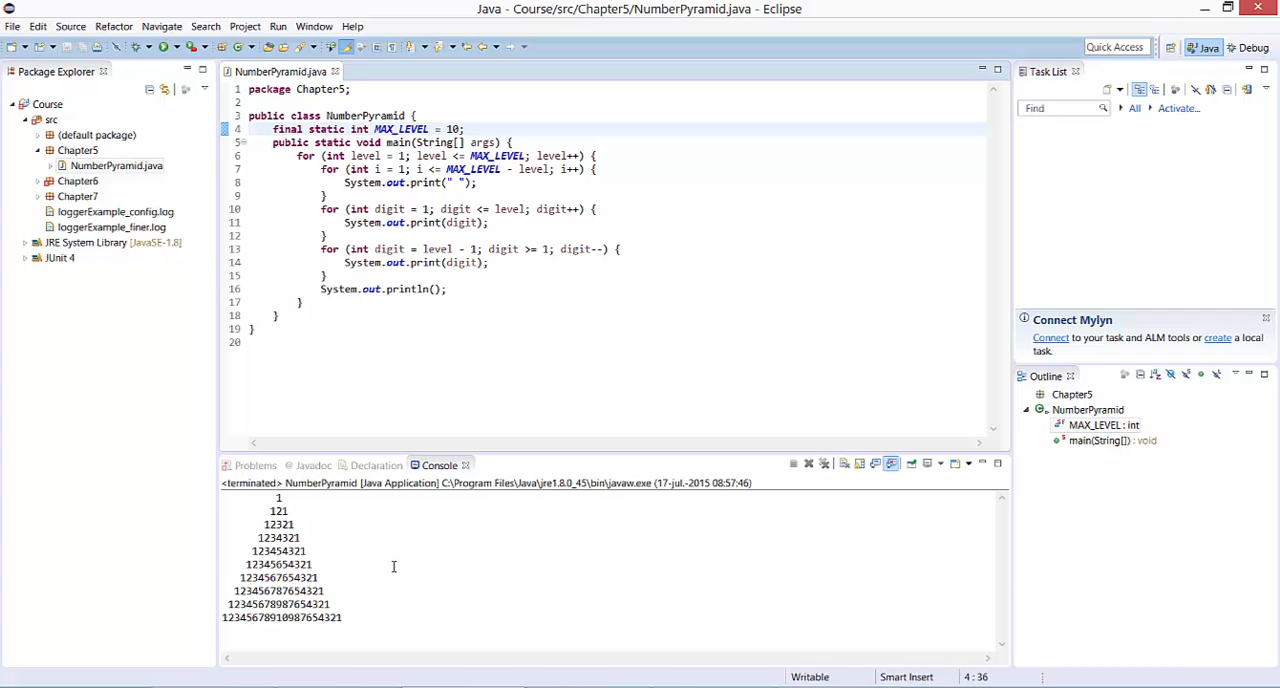 Java - Course/src/Chapter5/NumberPyramid.java - Eclipse
File Edit Source Refactor Navigate Search Project Run Window Help
Quick Access Java Debug
Package Explorer
Course
src
(default package)
Chapter5
NumberPyramid.java
Chapter6
Chapter7
loggerExample_config.log
loggerExample_finer.log
JRE System Library [JavaSE-1.8]
JUnit 4
NumberPyramid.java
1 package Chapter5;
2
3 public class NumberPyramid {
4 final static int MAX_LEVEL = 10;
5 public static void main(String[] args) {
6 for (int level = 1; level <= MAX_LEVEL; level++) {
7 for (int i = 1; i <= MAX_LEVEL - level; i++) {
8 System.out.print(" ");
9 }
10 for (int digit = 1; digit <= level; digit++) {
11 System.out.print(digit);
12 }
13 for (int digit = level - 1; digit >= 1; digit--) {
14 System.out.print(digit);
15 }
16 System.out.println();
17 }
18 }
19 }
20
Task List
Find All Activate...
Connect Mylyn
Connect to your task and ALM tools or create a local
task.
Outline
Chapter5
NumberPyramid
MAX_LEVEL : int
main(String[]) : void
Problems Javadoc Declaration Console
<terminated> NumberPyramid [Java Application] C:\Program Files\Java\jre1.8.0_45\bin\javaw.exe (17-jul.-2015 08:57:46)
1
121
12321
1234321
123454321
12345654321
1234567654321
123456787654321
12345678987654321
12345678910987654321
Writable Smart Insert 4 : 36